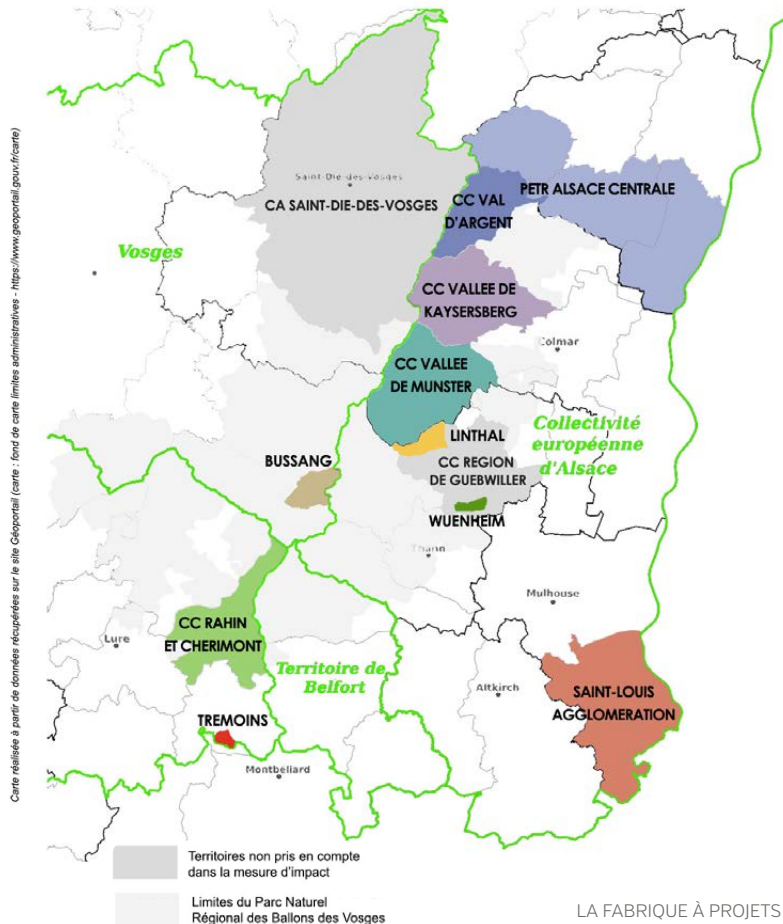 Carte réalisée à partir de données récupérées sur le site Géoportail (carte : fond de carte limites administratives - https://www.geoportail.gouv.fr/carte)
Saint-Die-des-Vosges
CA SAINT-DIE-DES-VOSGES
CC VAL
D'ARGENT
PETR ALSACE CENTRALE
Vosges
CC VALLEE DE
KAYSERSBERG
Colmar
CC VALLEE
DE MUNSTER
LINTHAL
Collectivité
européenne
d'Alsace
BUSSANG
CC REGION
DE GUEBWILLER
WUENHEIM
Thann
Mulhouse
CC RAHIN
ET CHERIMONT
Lure
Territoire de
Belfort
Altkirch
SAINT-LOUIS
AGGLOMERATION
TREMOINS
Montbeliard
Territoires non pris en compte
dans la mesure d'impact
Limites du Parc Naturel
Régional des Ballons des Vosges
LA FABRIQUE À PROJETS